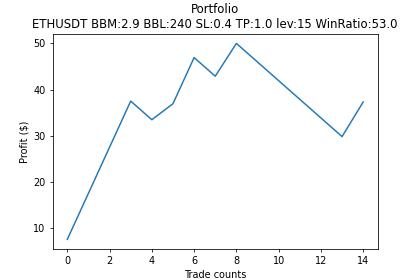 Portfolio
ETHUSDT BBM:2.9 BBL:240 SL:0.4 TP:1.0 lev:15 WinRatio:53.0
50
40
30
20
10
Profit ($)
0 2 4 6 8 10 12 14
Trade counts